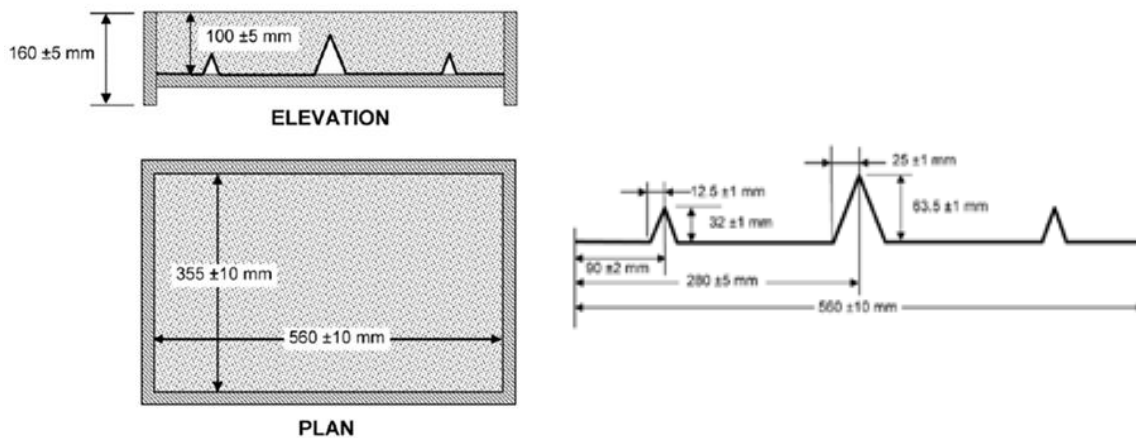 100 ±5 mm
160 ±5 mm
ELEVATION
355 ±10 mm
560 ±10 mm
PLAN
25 ±1 mm
12.5 ±1 mm
32 ±1 mm
63.5 ±1 mm
90 ±2 mm
280 ±5 mm
560 ±10 mm